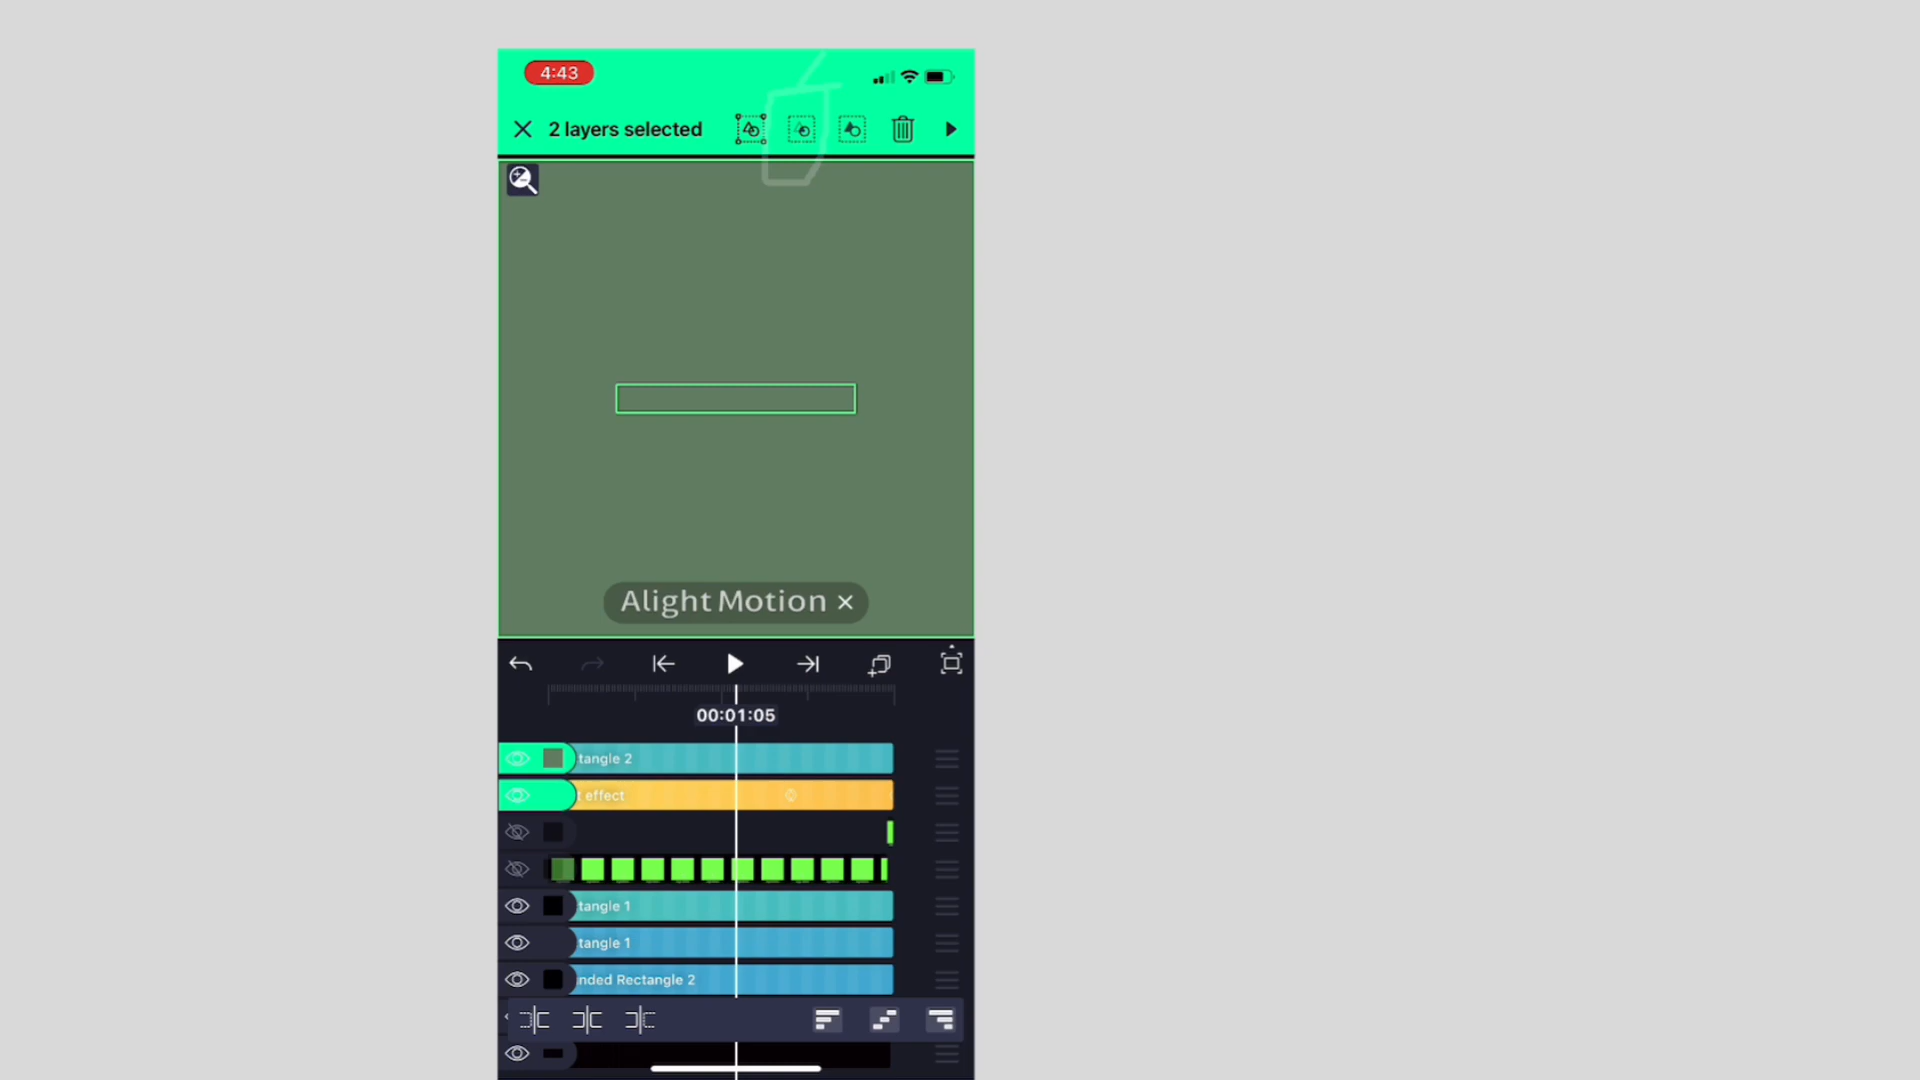 4:43
2 layers selected
Alight Motion ×
00:01:05
tangle 2
t effect
tangle 1
tangle 1
nded Rectangle 2